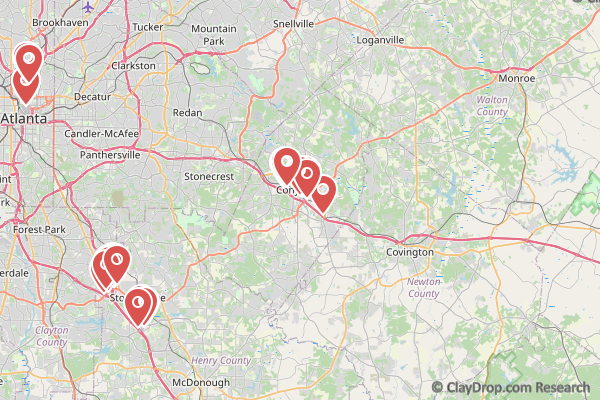 Brookhaven
Tucker
Mountain
Park
Snellville
Loganville
Clarkston
Monroe
Decatur
Redan
Walton
County
Atlanta
Candler-McAfee
Panthersville
Stonecrest
Forest Park
Covington
Newton
County
Clayton
County
Henry County
McDonough
© ClayDrop.com Research